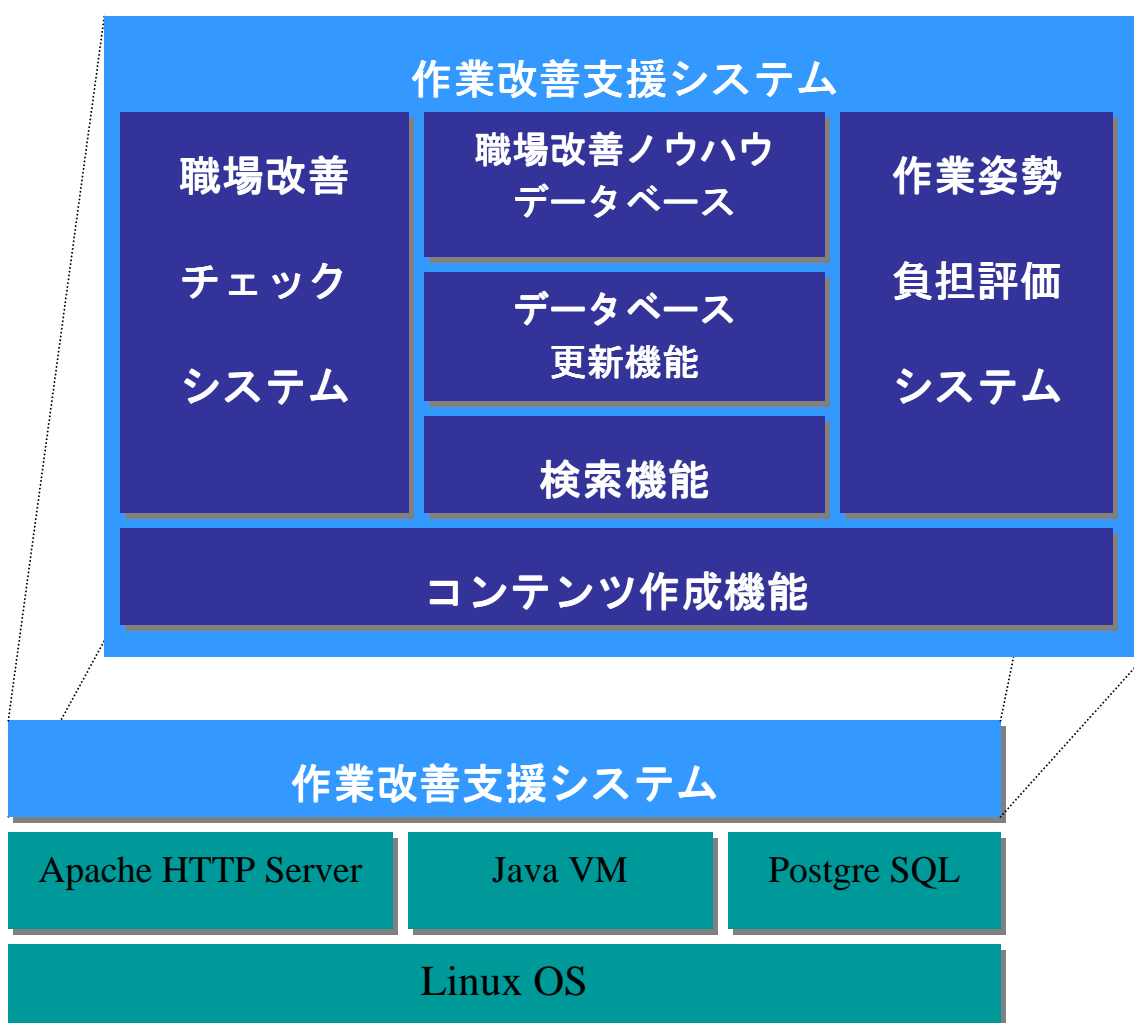 作業改善支援システム
職場改善
チェック
システム
職場改善ノウハウ
データベース
データベース
更新機能
検索機能
作業姿勢
負担評価
システム
コンテンツ作成機能
作業改善支援システム
Apache HTTP Server
Java VM
Postgre SQL
Linux OS